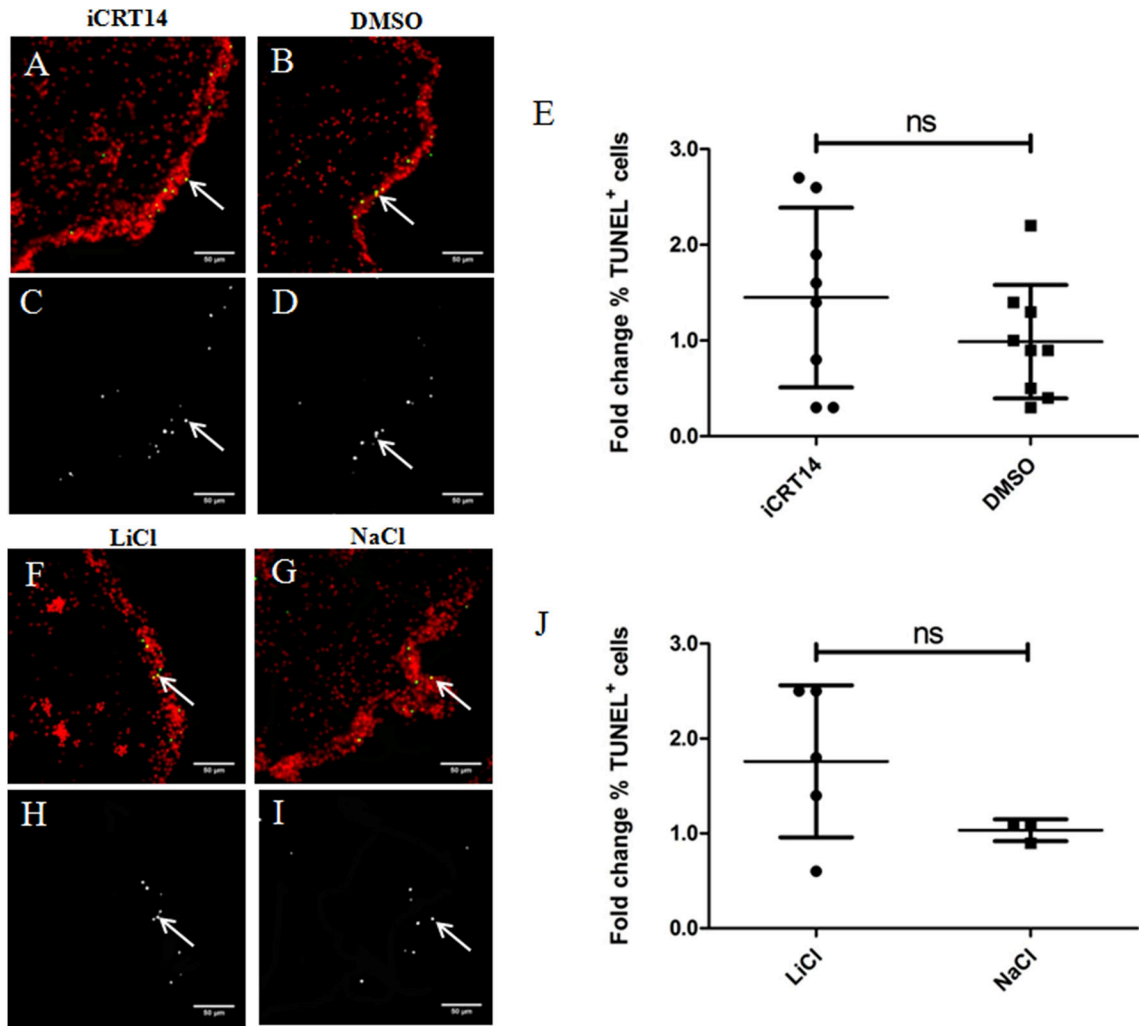 iCRT14
DMSO
A
B
50 µm
50 µm
C
D
50 µm
50 µm
E
ns
Fold change % TUNEL⁺ cells
3.0
2.0
1.0
0.0
iCRT14
DMSO
LiCl
NaCl
F
G
50 µm
50 µm
H
I
50 µm
50 µm
J
ns
Fold change % TUNEL⁺ cells
3.0
2.0
1.0
0.0
LiCl
NaCl